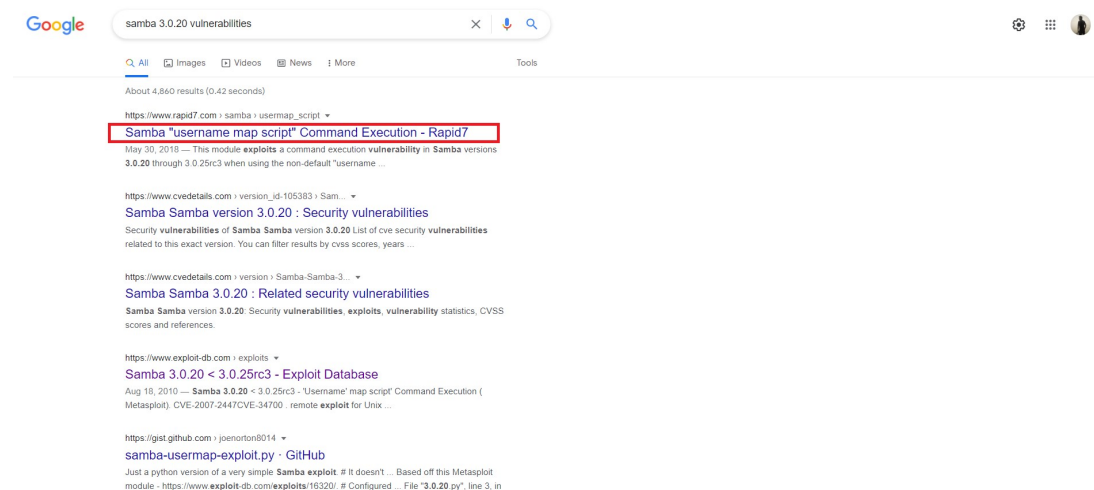 Google
samba 3.0.20 vulnerabilities
All Images Videos News More Tools
About 4,860 results (0.42 seconds)
https://www.rapid7.com › samba › usermap_script
Samba "username map script" Command Execution - Rapid7
May 30, 2018 — This module exploits a command execution vulnerability in Samba versions
3.0.20 through 3.0.25rc3 when using the non-default "username ...
https://www.cvedetails.com › version_id-105383 › Sam...
Samba Samba version 3.0.20 : Security vulnerabilities
Security vulnerabilities of Samba Samba version 3.0.20 List of cve security vulnerabilities
related to this exact version. You can filter results by cvss scores, years ...
https://www.cvedetails.com › version › Samba-Samba-3...
Samba Samba 3.0.20 : Related security vulnerabilities
Samba Samba version 3.0.20: Security vulnerabilities, exploits, vulnerability statistics, CVSS
scores and references.
https://www.exploit-db.com › exploits
Samba 3.0.20 < 3.0.25rc3 - Exploit Database
Aug 18, 2010 — Samba 3.0.20 < 3.0.25rc3 - 'Username' map script' Command Execution (
Metasploit). CVE-2007-2447CVE-34700 . remote exploit for Unix ...
https://gist.github.com › joenorton8014
samba-usermap-exploit.py · GitHub
Just a python version of a very simple Samba exploit. # It doesn't ... Based off this Metasploit
module - https://www.exploit-db.com/exploits/16320/. # Configured ... File "3.0.20.py", line 3, in